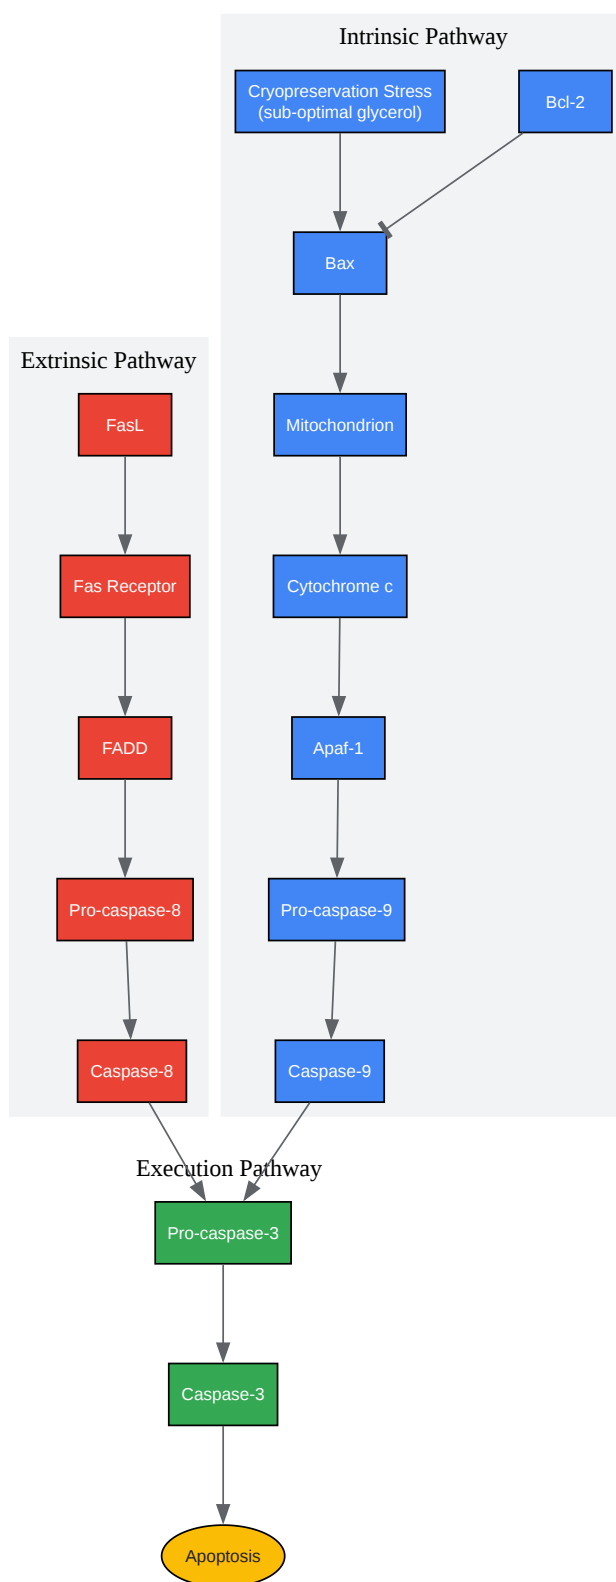 Intrinsic Pathway
Cryopreservation Stress
(sub-optimal glycerol)
Bcl-2
Bax
Extrinsic Pathway
FasL
Mitochondrion
Fas Receptor
Cytochrome c
FADD
Apaf-1
Pro-caspase-8
Pro-caspase-9
Caspase-8
Caspase-9
Execution Pathway
Pro-caspase-3
Caspase-3
Apoptosis